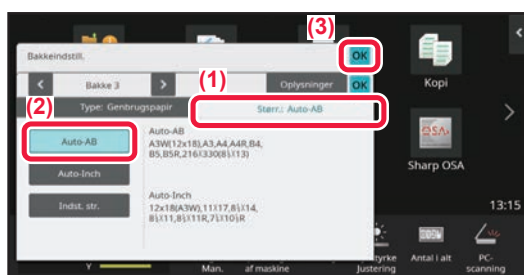 (3)
Bakkeindstill.
OK
(1)
Bakke 3
Oplysninger
OK
Kopi
(2)
Type: Genbrugspapir
Størr.: Auto-AB
Auto-AB
Auto-AB
A3W(12x18),A3,A4,A4R,B4,
B5,B5R,216x330(8½x13)
Auto-Inch
Sharp OSA
Indst. str.
Auto-Inch
12x18(A3W),11x17,8½x14,
8½x11,8½x11R,7¼x10½R
13:15
Y
Man.
af maskine
Justering
Antal i alt
PC-
scanning